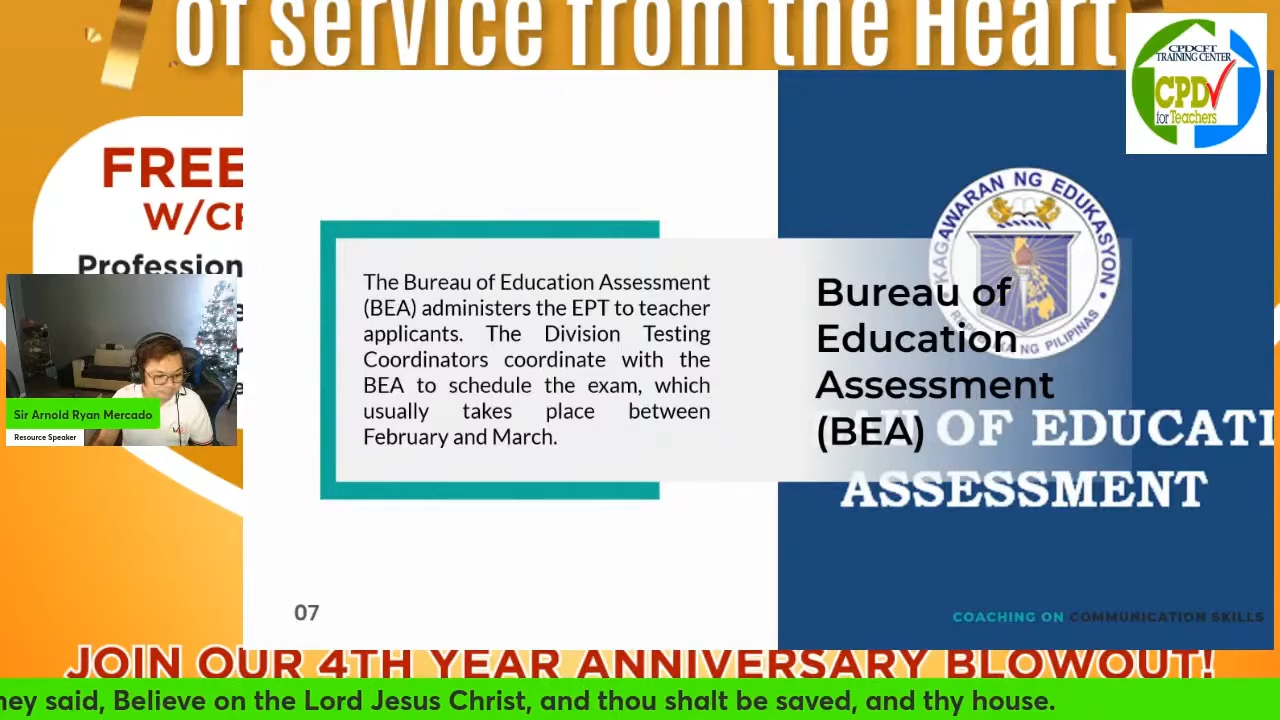 of service from the Heart
CPDCFT
TRAINING CENTER
CPD
for Teachers
FREE
W/CP
Profession
KAGAWARAN NG EDUKASYON
The Bureau of Education Assessment
(BEA) administers the EPT to teacher
applicants. The Division Testing
Coordinators coordinate with the
BEA to schedule the exam, which
usually takes place between
February and March.
Bureau of
Education
Assessment
(BEA)
OF EDUCATI
ASSESSMENT
Sir Arnold Ryan Mercado
Resource Speaker
07
COACHING ON COMMUNICATION SKILLS
JOIN OUR 4TH YEAR ANNIVERSARY BLOWOUT!
hey said, Believe on the Lord Jesus Christ, and thou shalt be saved, and thy house.